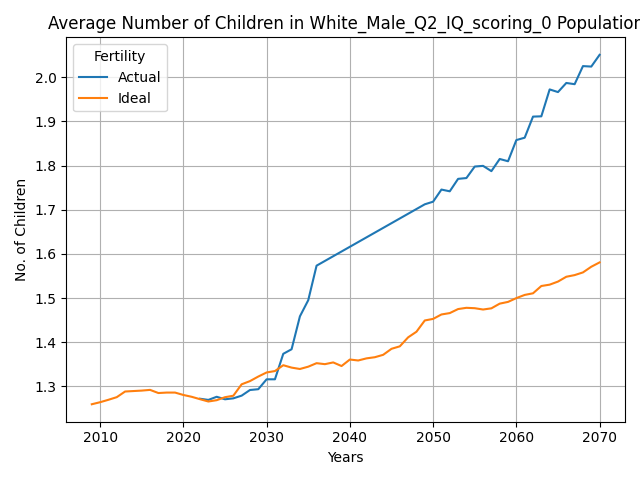 Average Number of Children in White_Male_Q2_IQ_scoring_0 Population
Fertility
Actual
Ideal
2.0
1.9
1.8
1.7
1.6
1.5
1.4
1.3
No. of Children
2010
2020
2030
2040
2050
2060
2070
Years